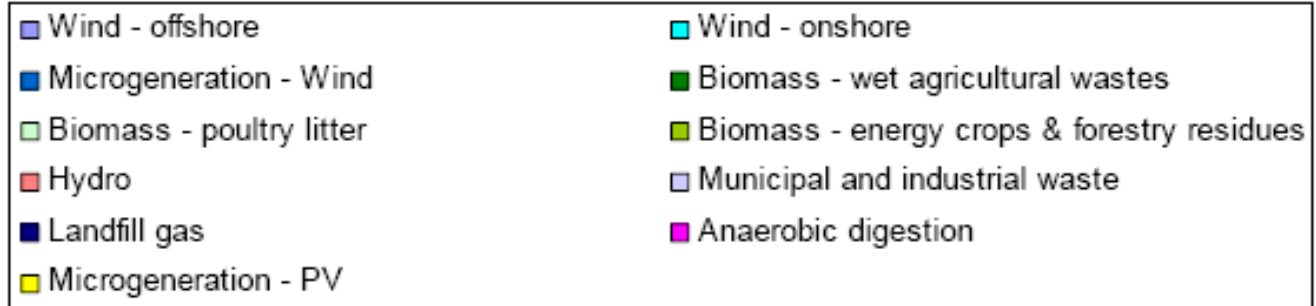 Wind - offshore
Wind - onshore
Microgeneration - Wind
Biomass - wet agricultural wastes
Biomass - poultry litter
Biomass - energy crops & forestry residues
Hydro
Municipal and industrial waste
Landfill gas
Anaerobic digestion
Microgeneration - PV